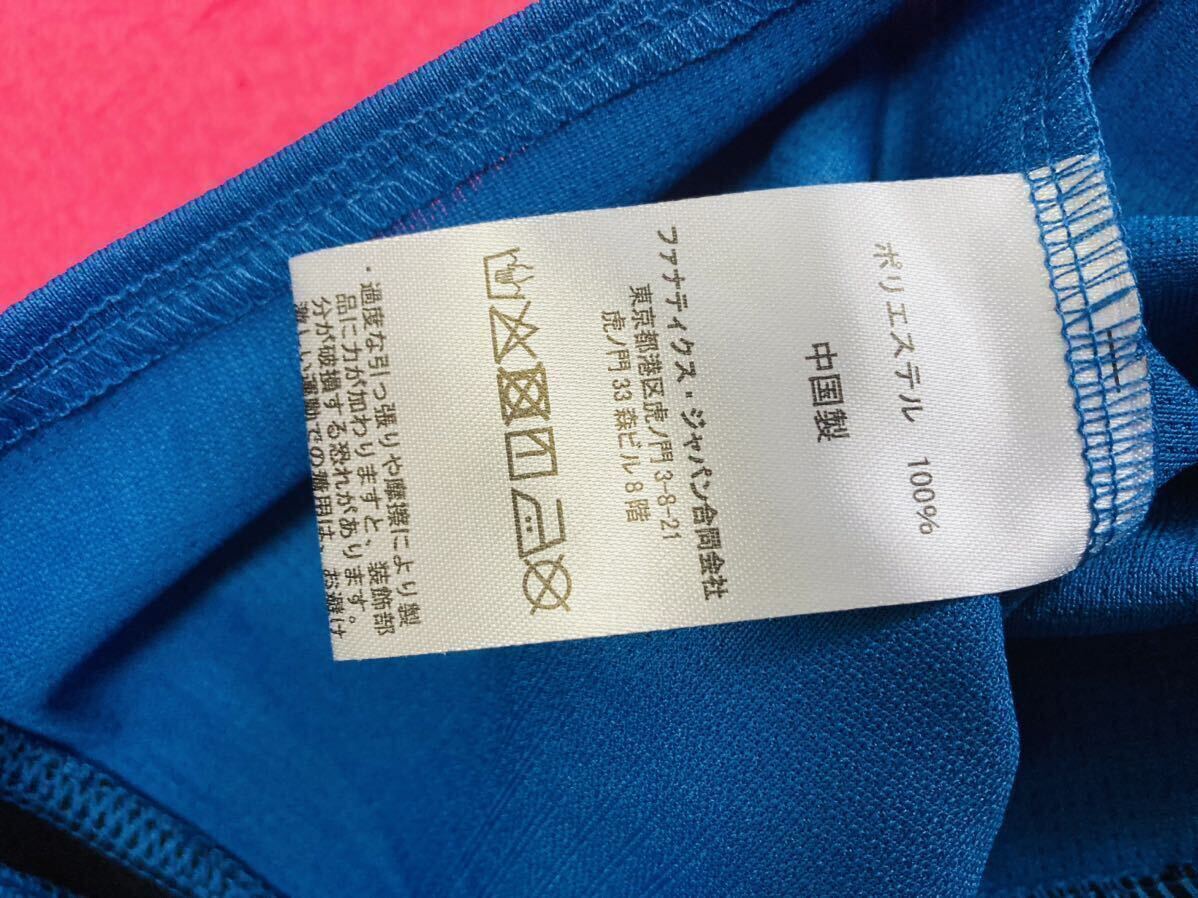 ポリエステル 100%
中国製
ファナティクス・ジャパン合同会社
東京都港区虎ノ門 3-8-21
虎ノ門 33 森ビル 8 階
・過度な引っ張りや摩擦により製
品に力が加わりますと、装飾部
分が破損する恐れがあります。
激しい運動での着用は、お避け